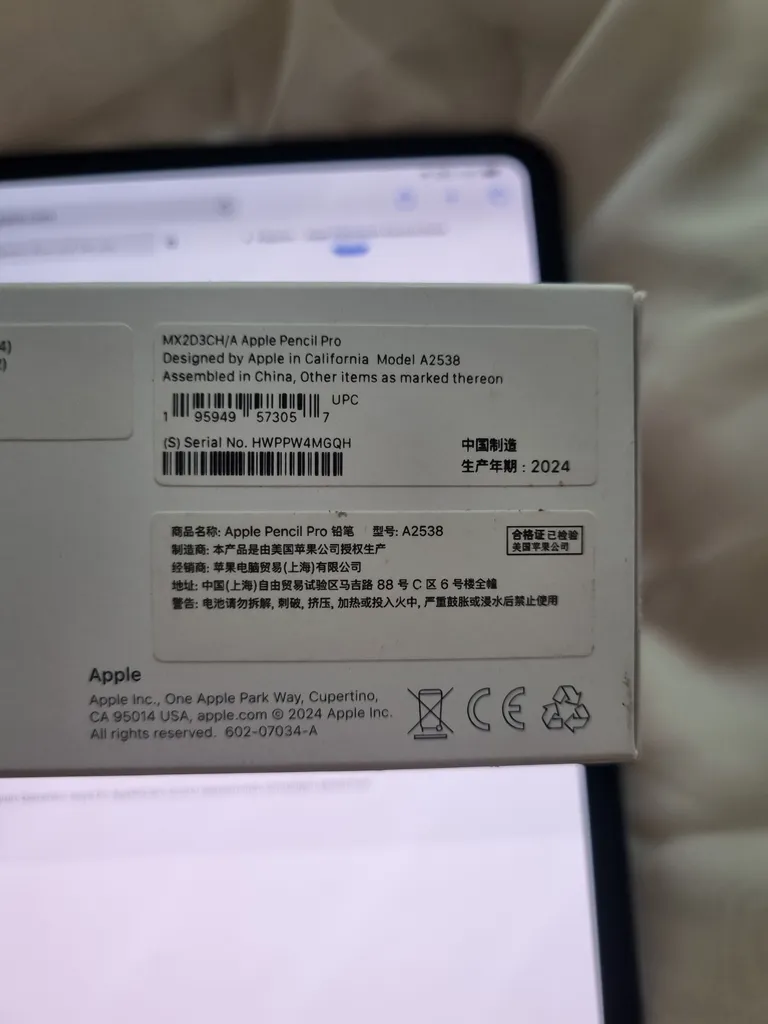 4)
2)
MX2D3CH/A Apple Pencil Pro
Designed by Apple in California Model A2538
Assembled in China, Other items as marked thereon
1 95949 57305 7 UPC
(S) Serial No. HWPPW4MGQH
中国制造
生产年期：2024
商品名称: Apple Pencil Pro 铅笔 型号: A2538
制造商: 本产品是由美国苹果公司授权生产
经销商: 苹果电脑贸易(上海)有限公司
地址: 中国(上海)自由贸易试验区马吉路 88 号 C 区 6 号楼全幢
警告: 电池请勿拆解, 刺破, 挤压, 加热或投入火中, 严重鼓胀或浸水后禁止使用
合格证 已检验
美国苹果公司
Apple
Apple Inc., One Apple Park Way, Cupertino,
CA 95014 USA, apple.com © 2024 Apple Inc.
All rights reserved. 602-07034-A
CE